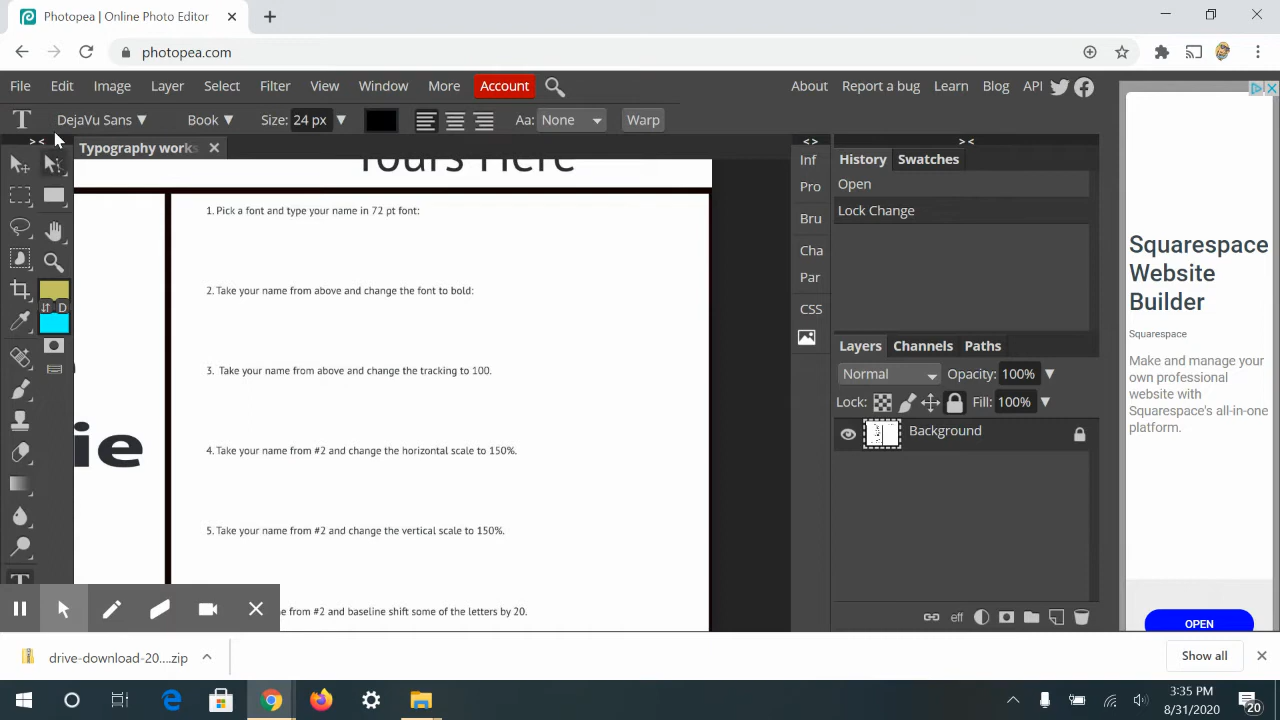 Photopea | Online Photo Editor
photopea.com
File Edit Image Layer Select Filter View Window More Account About Report a bug Learn Blog API
DejaVu Sans Book Size: 24 px Aa: None Warp
Typography works
Yours Here
1. Pick a font and type your name in 72 pt font:
2. Take your name from above and change the font to bold:
3. Take your name from above and change the tracking to 100.
4. Take your name from #2 and change the horizontal scale to 150%.
5. Take your name from #2 and change the vertical scale to 150%.
e from #2 and baseline shift some of the letters by 20.
ie
D
Inf
Pro
Bru
Cha
Par
CSS
History Swatches
Open
Lock Change
Layers Channels Paths
Normal Opacity: 100%
Lock: Fill: 100%
Background
eff
Squarespace
Website
Builder
Squarespace
Make and manage your
own professional
website with
Squarespace's all-in-one
platform.
OPEN
drive-download-20....zip
Show all
3:35 PM
8/31/2020
20